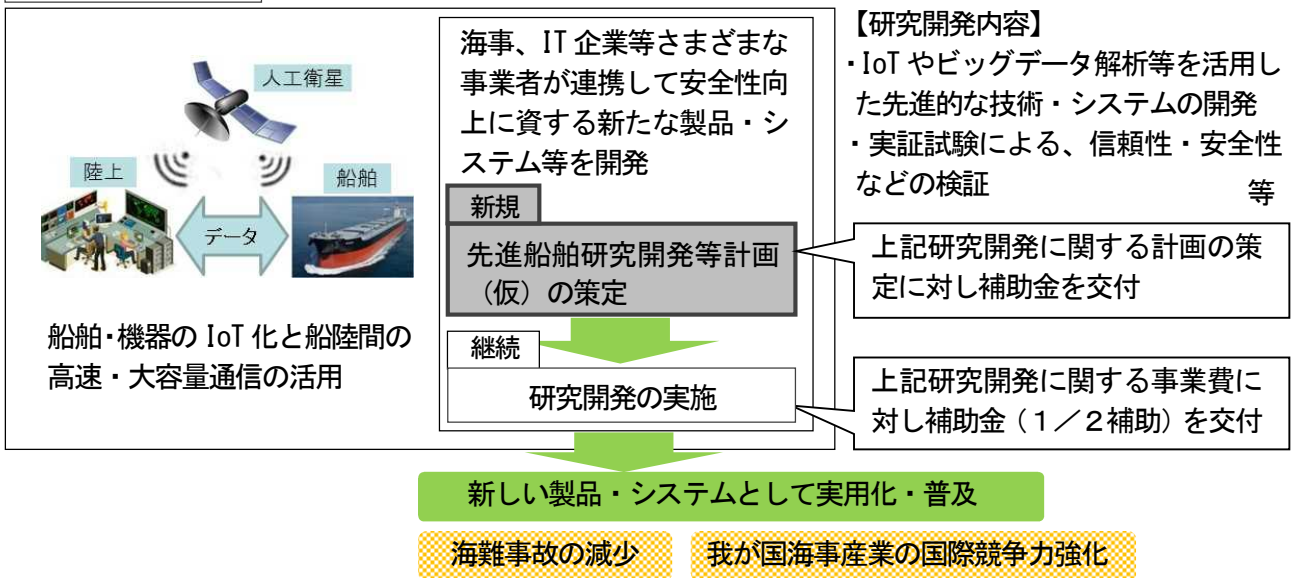 人工衛星
陸上
船舶
データ
船舶・機器の IoT 化と船陸間の
高速・大容量通信の活用
海事、IT 企業等さまざまな
事業者が連携して安全性向
上に資する新たな製品・シ
ステム等を開発
新規
先進船舶研究開発等計画
（仮）の策定
継続
研究開発の実施
【研究開発内容】
・IoT やビッグデータ解析等を活用し
た先進的な技術・システムの開発
・実証試験による、信頼性・安全性
などの検証
等
上記研究開発に関する計画の策
定に対し補助金を交付
上記研究開発に関する事業費に
対し補助金（１／２補助）を交付
新しい製品・システムとして実用化・普及
海難事故の減少
我が国海事産業の国際競争力強化